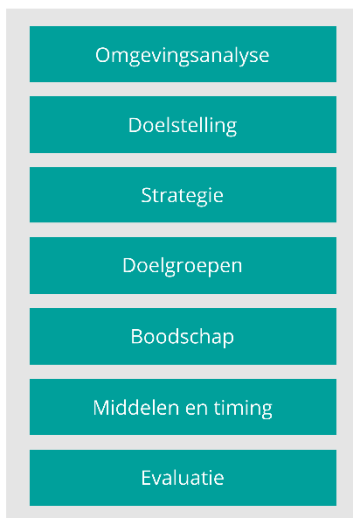 Omgevingsanalyse
Doelstelling
Strategie
Doelgroepen
Boodschap
Middelen en timing
Evaluatie